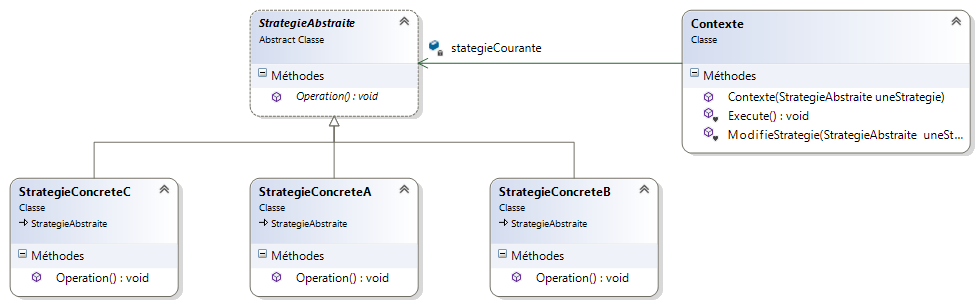 StrategieAbstraite
Abstract Classe
Méthodes
Operation() : void
stategieCourante
Contexte
Classe
Méthodes
Contexte(StrategieAbstraite uneStrategie)
Execute() : void
ModifieStrategie(StrategieAbstraite uneSt...
StrategieConcreteC
Classe
StrategieAbstraite
Méthodes
Operation() : void
StrategieConcreteA
Classe
StrategieAbstraite
Méthodes
Operation() : void
StrategieConcreteB
Classe
StrategieAbstraite
Méthodes
Operation() : void